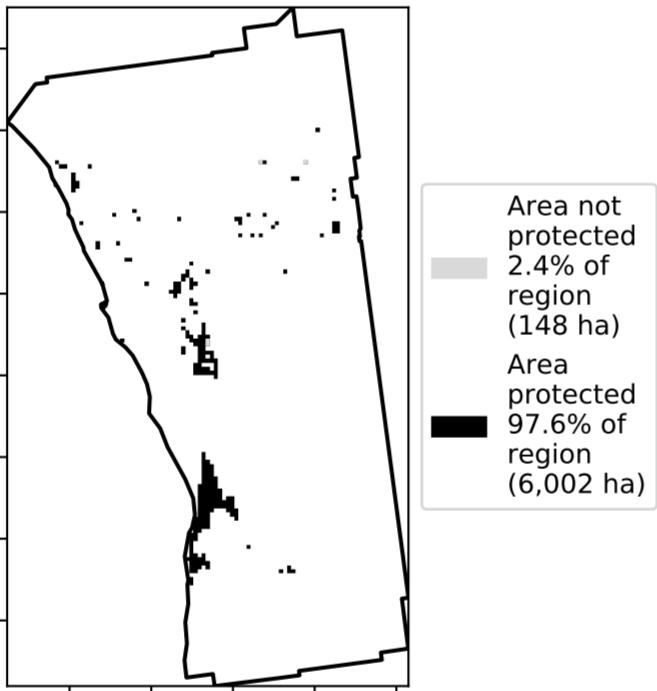 Area not
protected
2.4% of
region
(148 ha)
Area
protected
97.6% of
region
(6,002 ha)